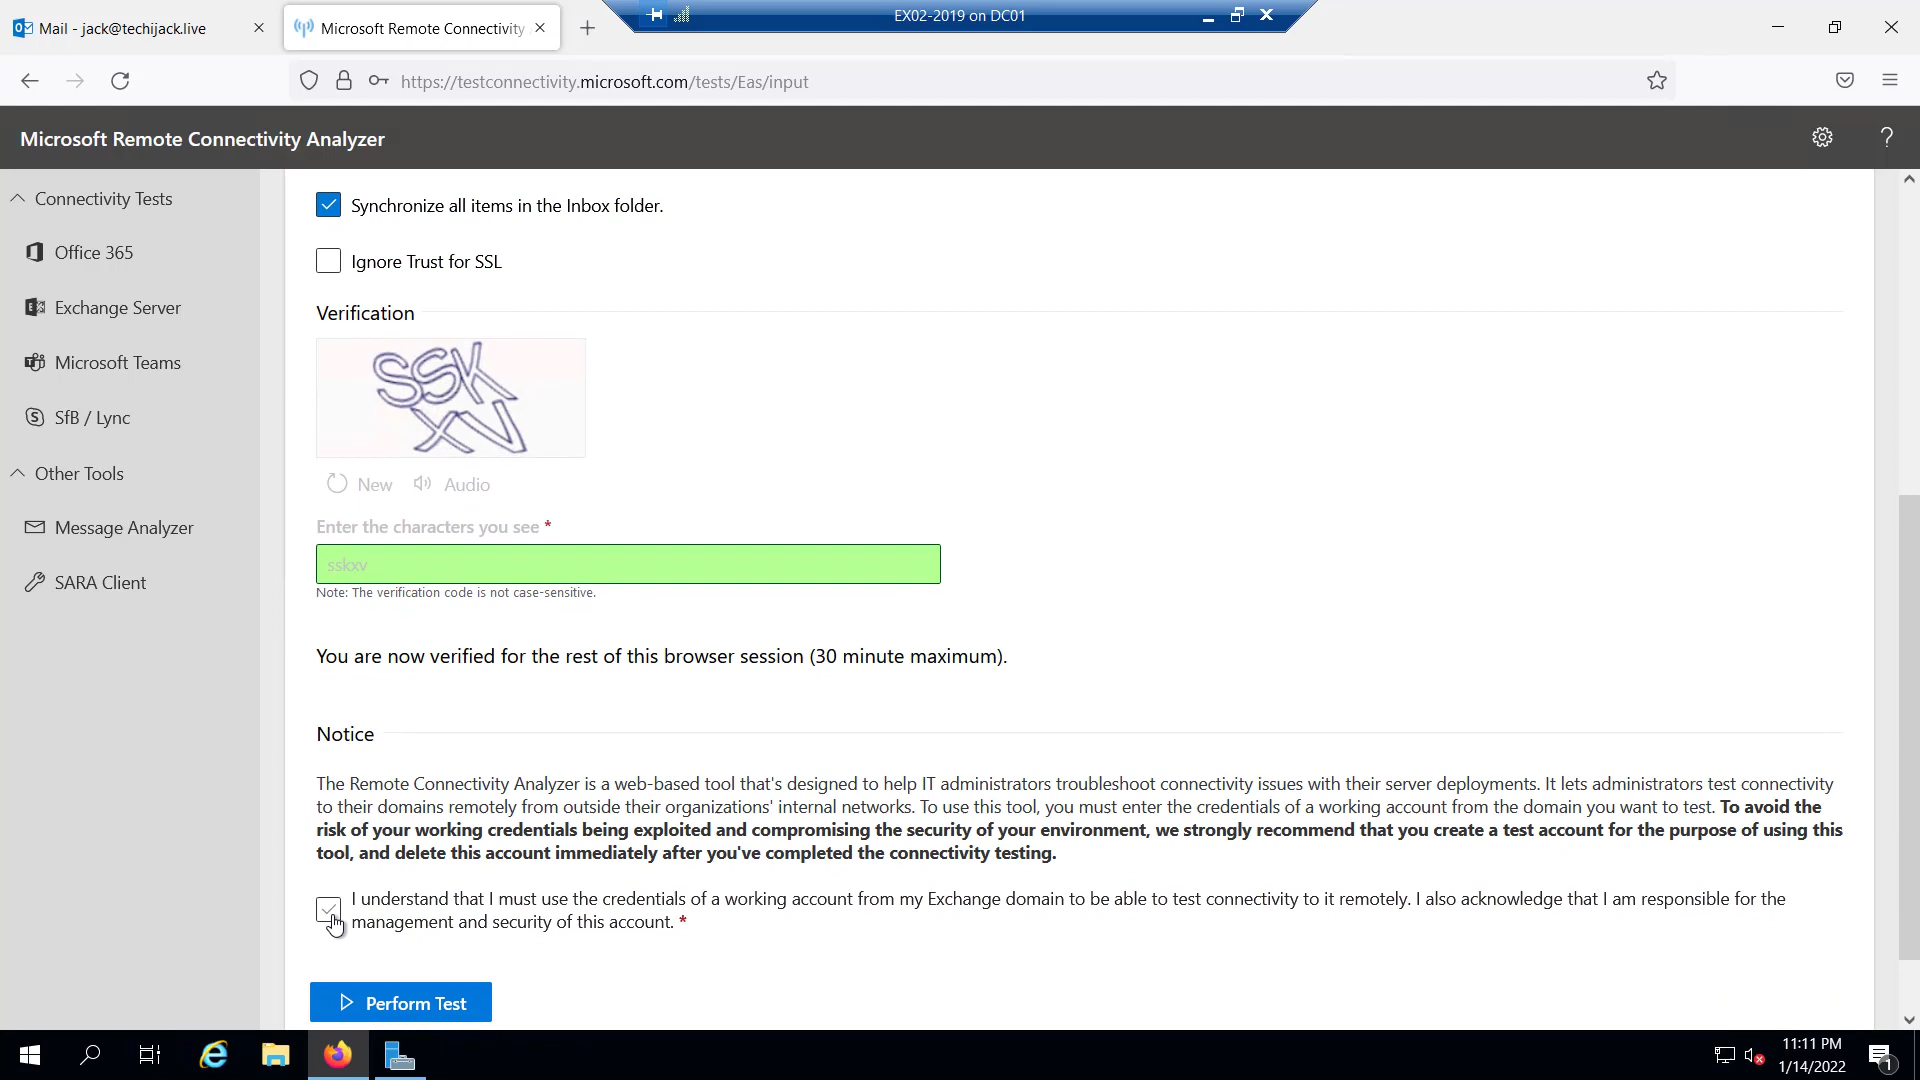 EX02-2019 on DC01
Mail - jack@techijack.live
Microsoft Remote Connectivity
https://testconnectivity.microsoft.com/tests/Eas/input
Microsoft Remote Connectivity Analyzer
?
Connectivity Tests
Office 365
Exchange Server
Microsoft Teams
SfB / Lync
Other Tools
Message Analyzer
SARA Client
Synchronize all items in the Inbox folder.
Ignore Trust for SSL
Verification
SSK
XV
New Audio
Enter the characters you see *
sskxv
Note: The verification code is not case-sensitive.
You are now verified for the rest of this browser session (30 minute maximum).
Notice
The Remote Connectivity Analyzer is a web-based tool that's designed to help IT administrators troubleshoot connectivity issues with their server deployments. It lets administrators test connectivity
to their domains remotely from outside their organizations' internal networks. To use this tool, you must enter the credentials of a working account from the domain you want to test. To avoid the
risk of your working credentials being exploited and compromising the security of your environment, we strongly recommend that you create a test account for the purpose of using this
tool, and delete this account immediately after you've completed the connectivity testing.
I understand that I must use the credentials of a working account from my Exchange domain to be able to test connectivity to it remotely. I also acknowledge that I am responsible for the
management and security of this account. *
Perform Test
11:11 PM
1/14/2022
1